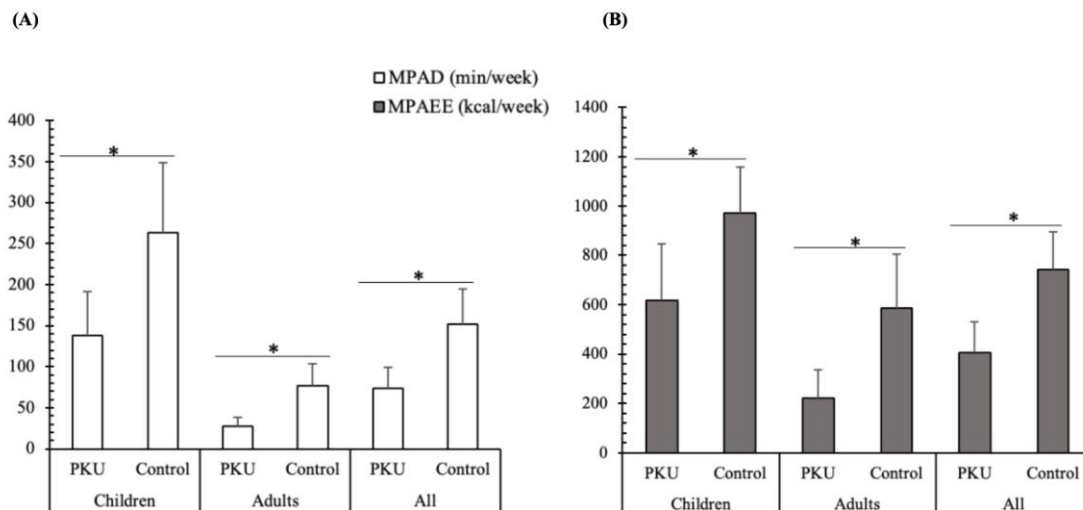 (A)
(B)
MPAD (min/week)
MPAEE (kcal/week)
400
350
300
250
200
150
100
50
0
*
*
*
PKU Control PKU Control PKU Control
Children Adults All
1400
1200
1000
800
600
400
200
0
*
*
*
PKU Control PKU Control PKU Control
Children Adults All